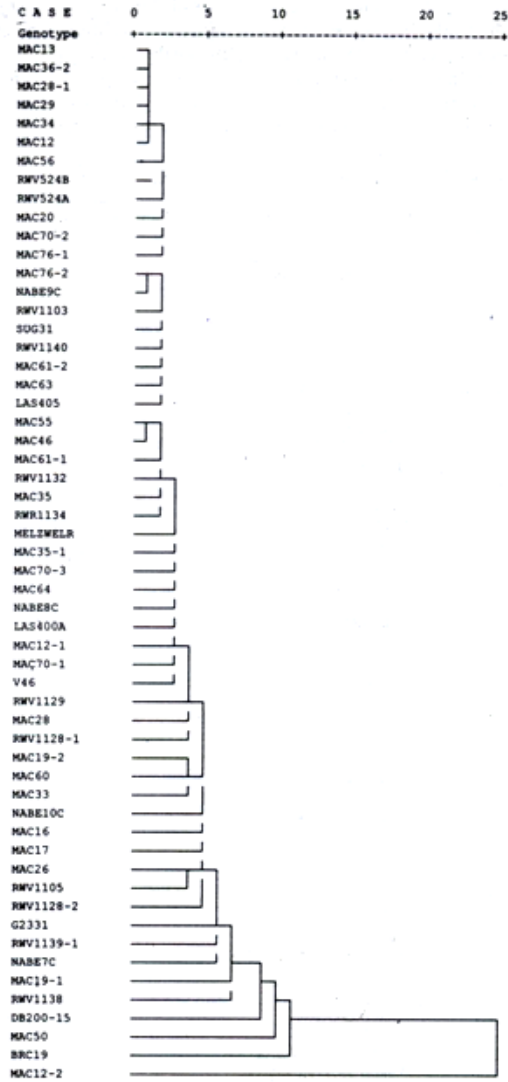 C A S E 0 5 10 15 20 25
Genotype
MAC13
MAC36-2
MAC28-1
MAC29
MAC34
MAC12
MAC56
RWV524B
RWV524A
MAC20
MAC70-2
MAC76-1
MAC76-2
NABE9C
RWV1103
SUG31
RWV1140
MAC61-2
MAC63
LAS405
MAC55
MAC46
MAC61-1
RWV1132
MAC35
RWR1134
MELZWELR
MAC35-1
MAC70-3
MAC64
NABE8C
LAS400A
MAC12-1
MAC70-1
V46
RWV1129
MAC28
RWV1128-1
MAC19-2
MAC60
MAC33
NABE10C
MAC16
MAC17
MAC26
RWV1105
RWV1128-2
G2331
RWV1139-1
NABE7C
MAC19-1
RWV1138
DB200-15
MAC50
BRC19
MAC12-2